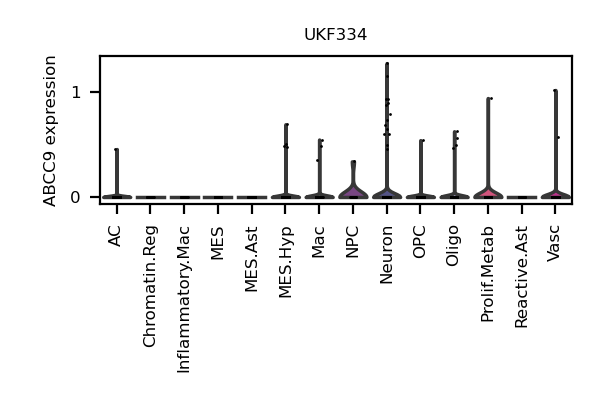 UKF334
ABCC9 expression
1
0
AC
Chromatin.Reg
Inflammatory.Mac
MES
MES.Ast
MES.Hyp
Mac
NPC
Neuron
OPC
Oligo
Prolif.Metab
Reactive.Ast
Vasc